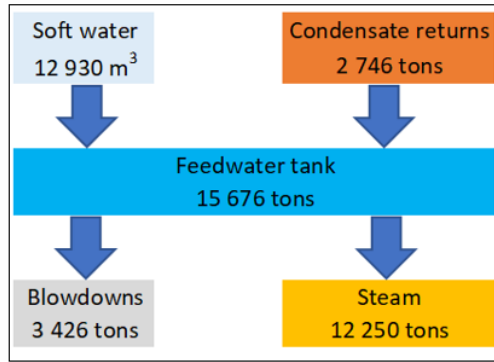 Soft water
12 930 m³
Condensate returns
2 746 tons
Feedwater tank
15 676 tons
Blowdowns
3 426 tons
Steam
12 250 tons